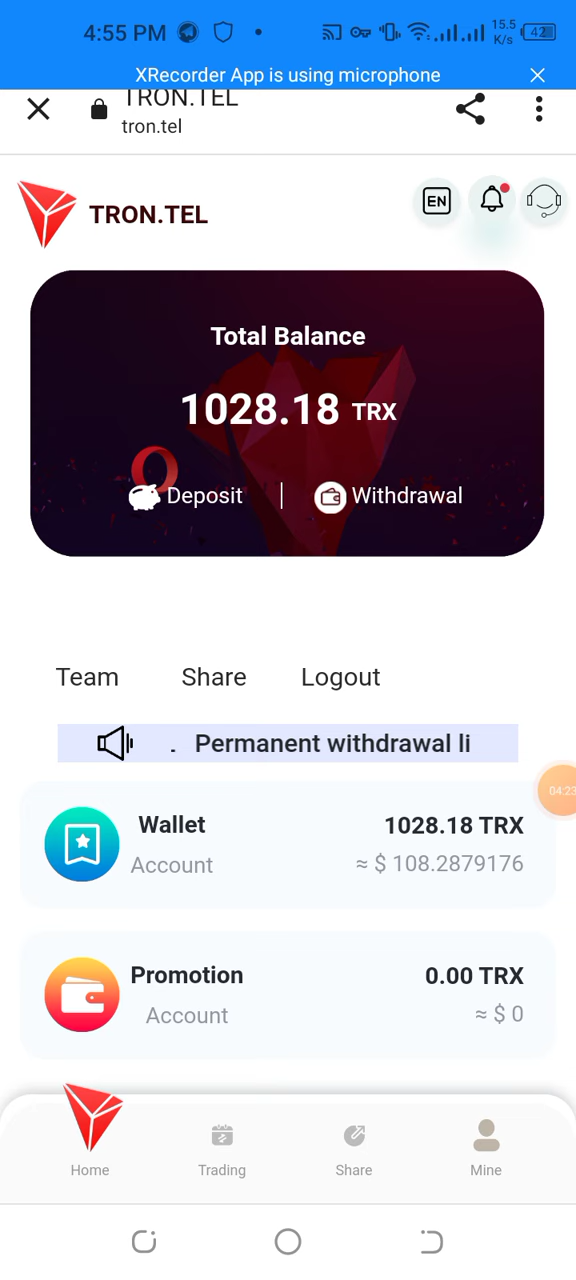 4:55 PM 15.5 K/s 42
XRecorder App is using microphone
TRON.TEL
tron.tel
TRON.TEL EN
Total Balance
1028.18 TRX
Deposit | Withdrawal
Team Share Logout
. Permanent withdrawal li
Wallet 1028.18 TRX
Account ≈ $ 108.2879176
04:23
Promotion 0.00 TRX
Account ≈ $ 0
Home Trading Share Mine